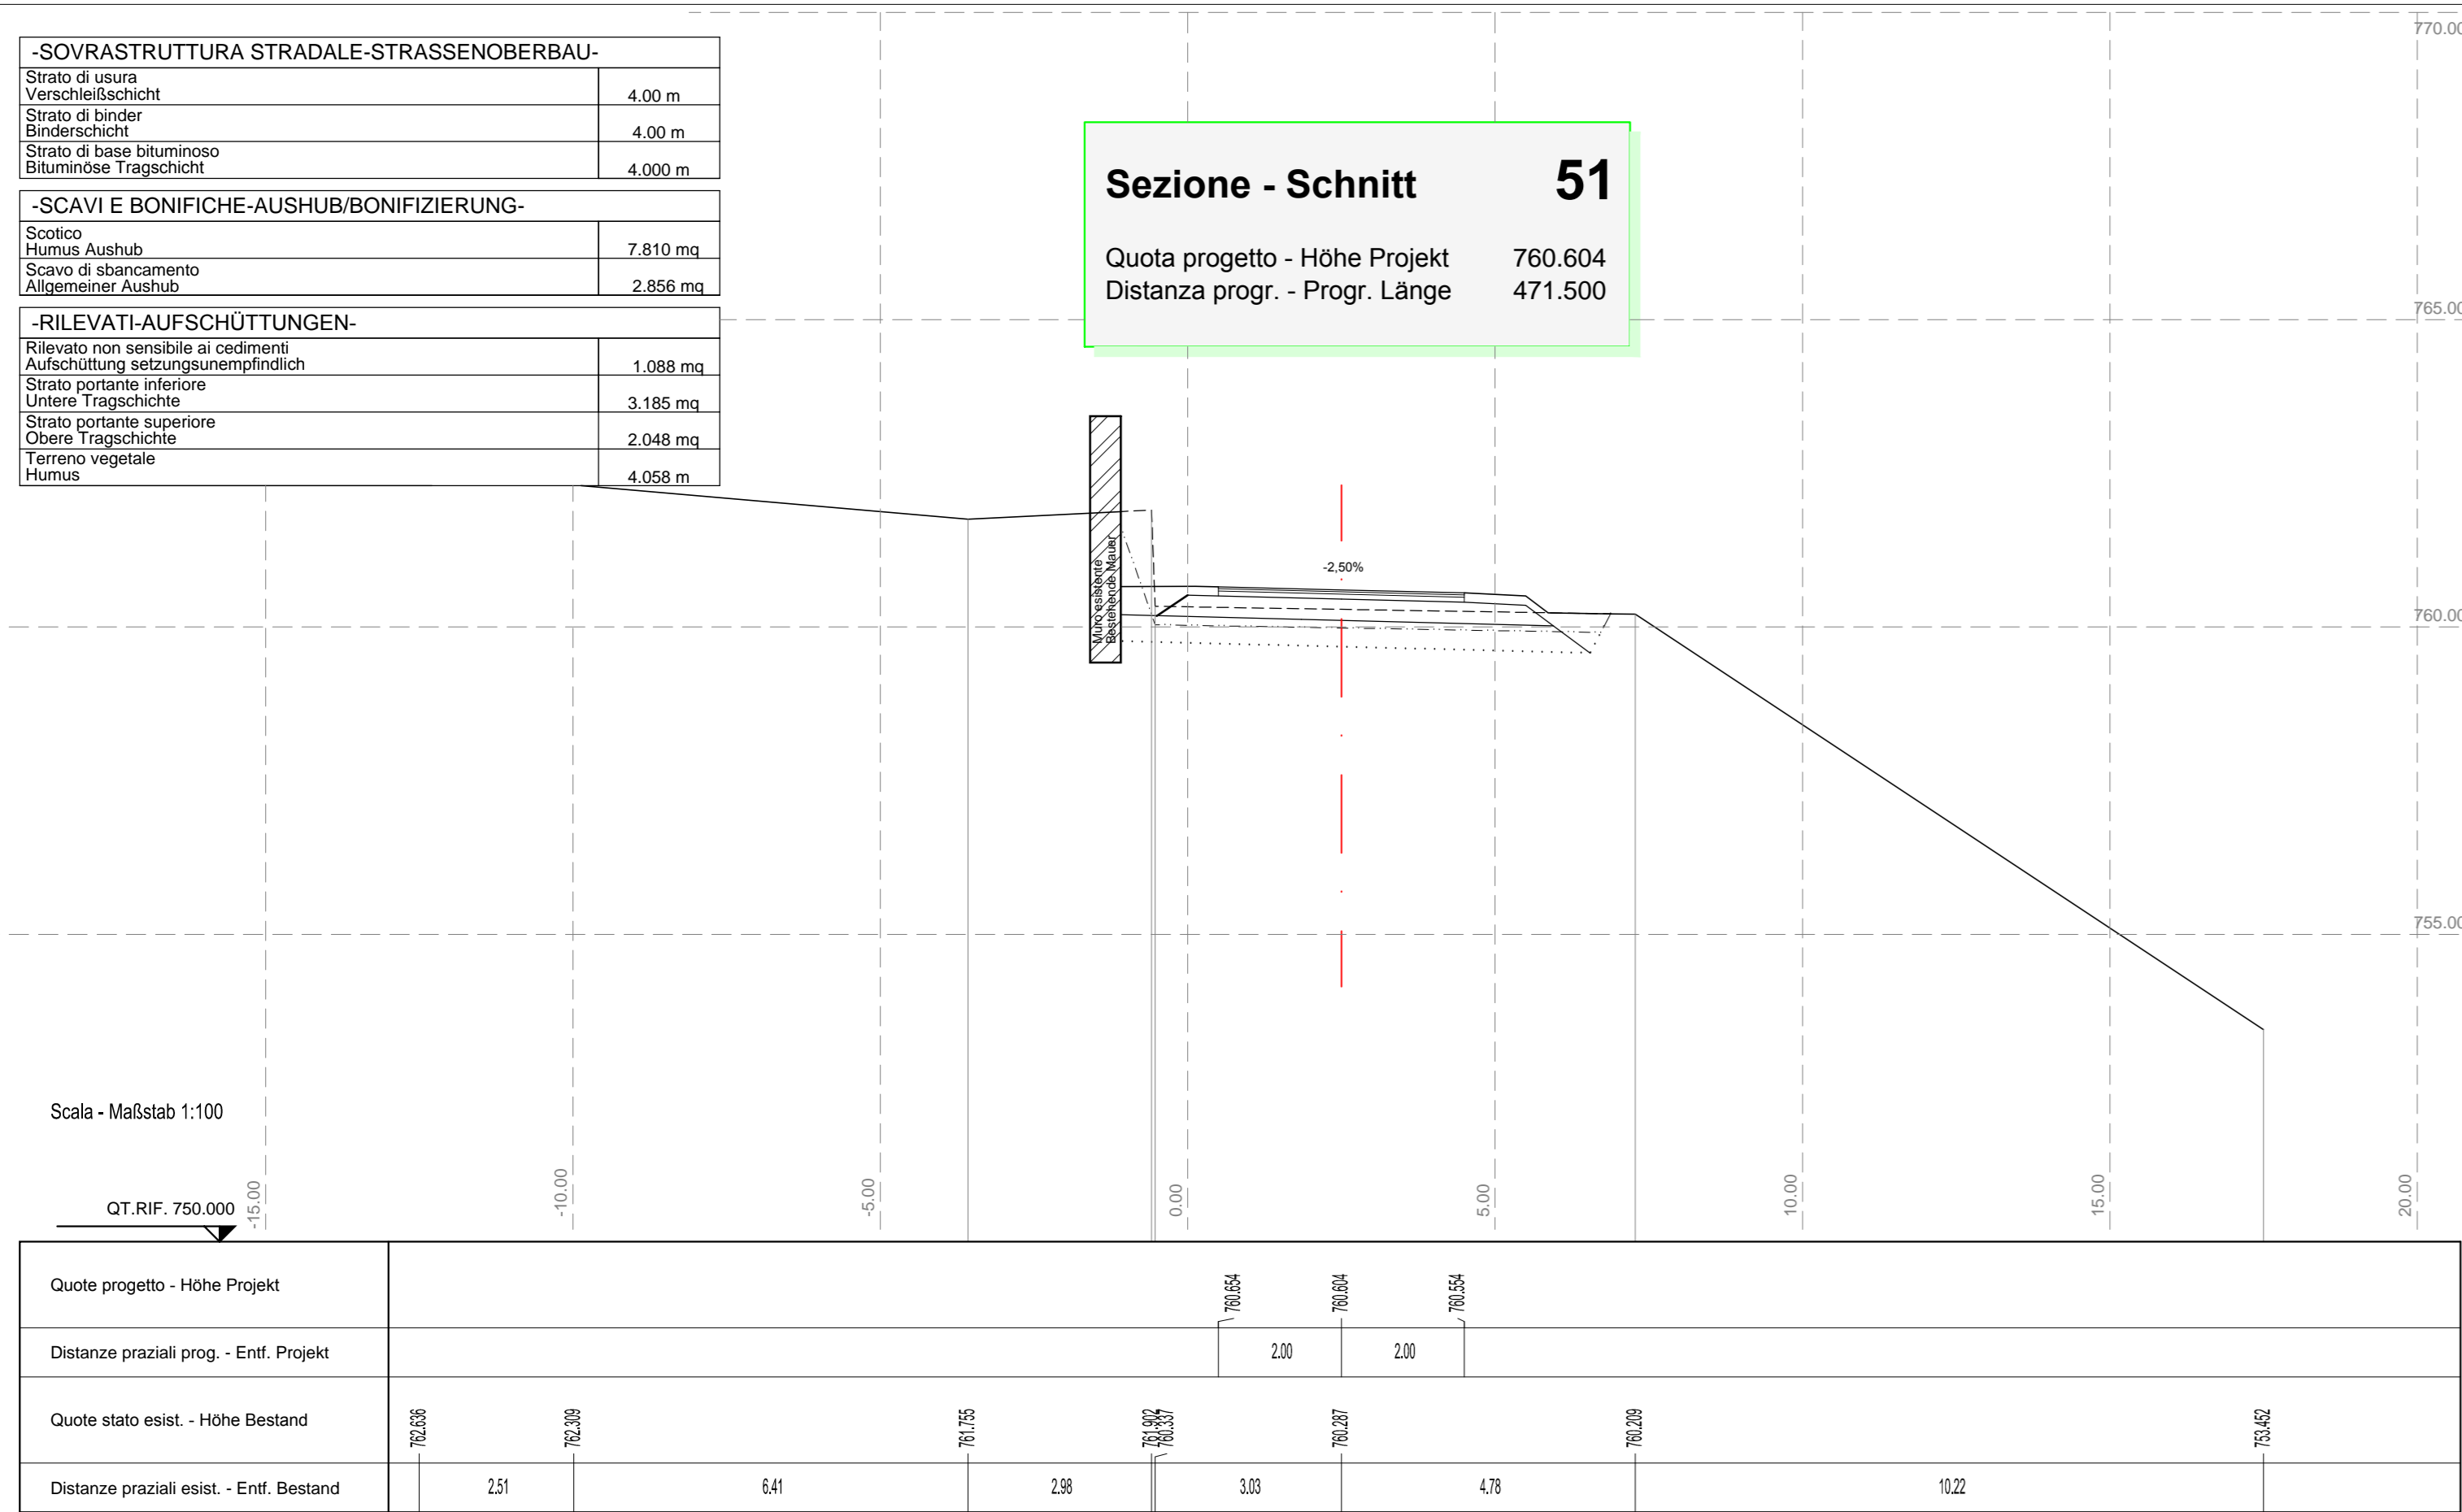 -SOVRASTRUTTURA STRADALE-STRASSENOBERBAU-
Strato di usura
Verschleißschicht 4.00 m
Strato di binder
Binderschicht 4.00 m
Strato di base bituminoso
Bituminöse Tragschicht 4.000 m
-SCAVI E BONIFICHE-AUSHUB/BONIFIZIERUNG-
Scotico
Humus Aushub 7.810 mq
Scavo di sbancamento
Allgemeiner Aushub 2.856 mq
-RILEVATI-AUFSCHÜTTUNGEN-
Rilevato non sensibile ai cedimenti
Aufschüttung setzungsunempfindlich 1.088 mq
Strato portante inferiore
Untere Tragschichte 3.185 mq
Strato portante superiore
Obere Tragschichte 2.048 mq
Terreno vegetale
Humus 4.058 m
Sezione - Schnitt 51
Quota progetto - Höhe Projekt 760.604
Distanza progr. - Progr. Länge 471.500
770.00
765.00
760.00
755.00
Muro esistente
Bestehende Mauer
-2,50%
Scala - Maßstab 1:100
QT.RIF. 750.000
-15.00 -10.00 -5.00 0.00 5.00 10.00 15.00 20.00
Quote progetto - Höhe Projekt 760.654 760.604 760.554
Distanze praziali prog. - Entf. Projekt 2.00 2.00
Quote stato esist. - Höhe Bestand 762.636 762.309 761.755 761.902 760.337 760.287 760.209 753.452
Distanze praziali esist. - Entf. Bestand 2.51 6.41 2.98 3.03 4.78 10.22